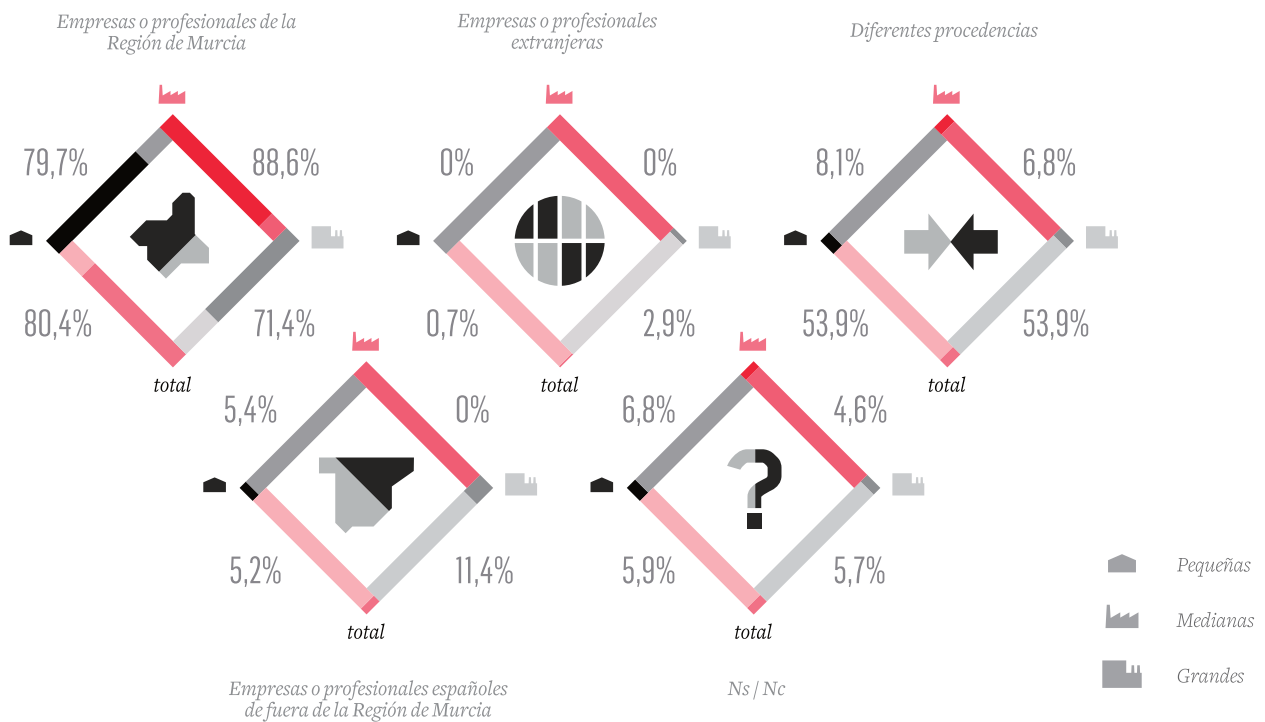 Empresas o profesionales de la
Región de Murcia
79,7%
88,6%
80,4%
71,4%
total
Empresas o profesionales
extranjeras
0%
0%
0,7%
2,9%
total
Diferentes procedencias
8,1%
6,8%
53,9%
53,9%
total
5,4%
0%
5,2%
11,4%
total
Empresas o profesionales españoles
de fuera de la Región de Murcia
6,8%
4,6%
5,9%
5,7%
total
Ns / Nc
Pequeñas
Medianas
Grandes